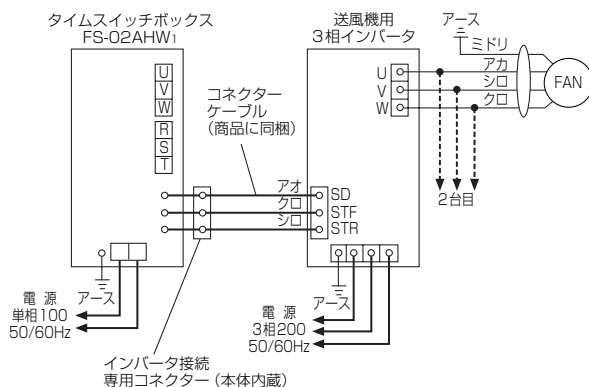 タイムスイッチボックス
FS-02AHW1
U
V
W
R
S
T
電 源
単相100
50/60Hz
アース
コネクター
ケーブル
(商品に同梱)
アオ
クロ
シロ
インバータ接続
専用コネクター (本体内蔵)
送風機用
3相インバータ
U
V
W
SD
STF
STR
アース
電 源
3相200
50/60Hz
アース
ミドリ
アカ
シロ
クロ
FAN
2台目